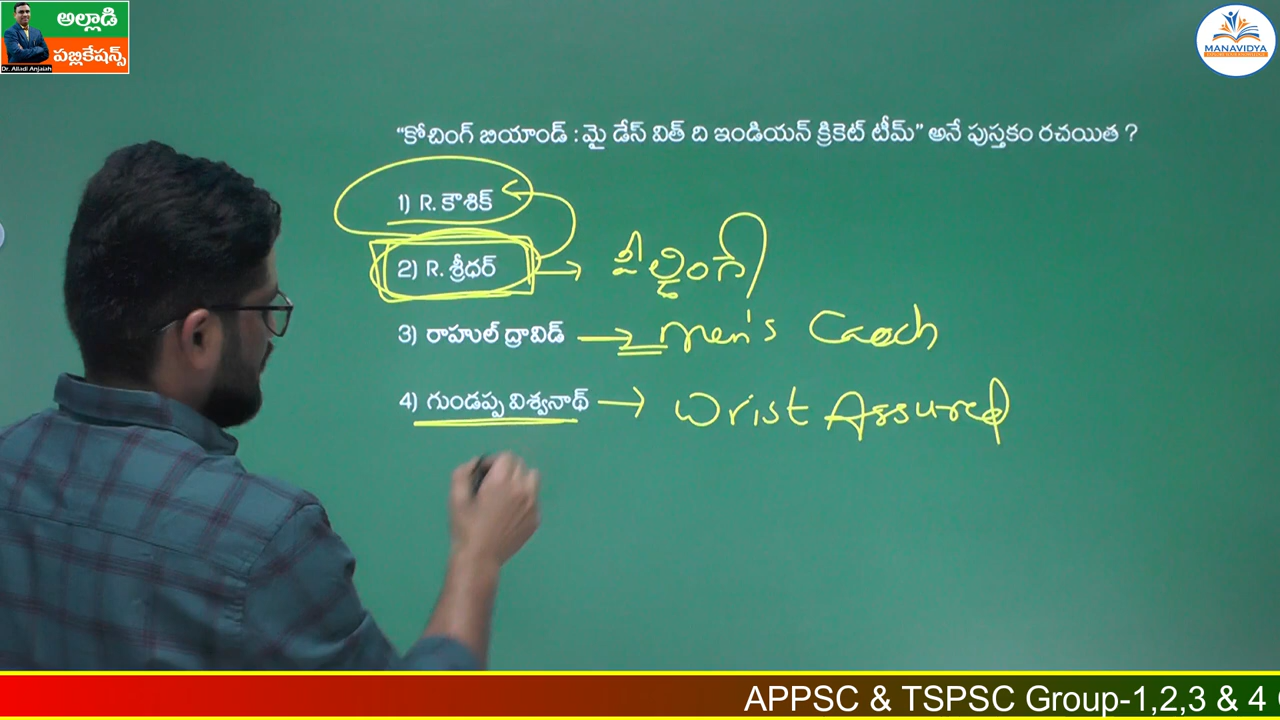 అల్లాడి
పబ్లికేషన్స్
Dr. Alladi Anjaiah
MANAVIDYA
"కోచింగ్ బియాండ్ : మై డేస్ విత్ ది ఇండియన్ క్రికెట్ టీమ్" అనే పుస్తకం రచయిత ?
1) R. కౌశిక్
2) R. శ్రీధర్
ఫీల్డింగ్
3) రాహుల్ ద్రావిడ్
men's Coach
4) గుండప్ప విశ్వనాథ్
Wrist Assured
APPSC & TSPSC Group-1,2,3 & 4